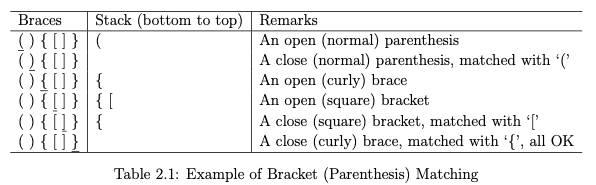 Braces Stack (bottom to top) Remarks
( ) { [ ] } ( An open (normal) parenthesis
( ) { [ ] } A close (normal) parenthesis, matched with ‘(’
( ) { [ ] } { An open (curly) brace
( ) { [ ] } { [ An open (square) bracket
( ) { [ ] } { A close (square) bracket, matched with ‘[’
( ) { [ ] } A close (curly) brace, matched with ‘{’, all OK
Table 2.1: Example of Bracket (Parenthesis) Matching